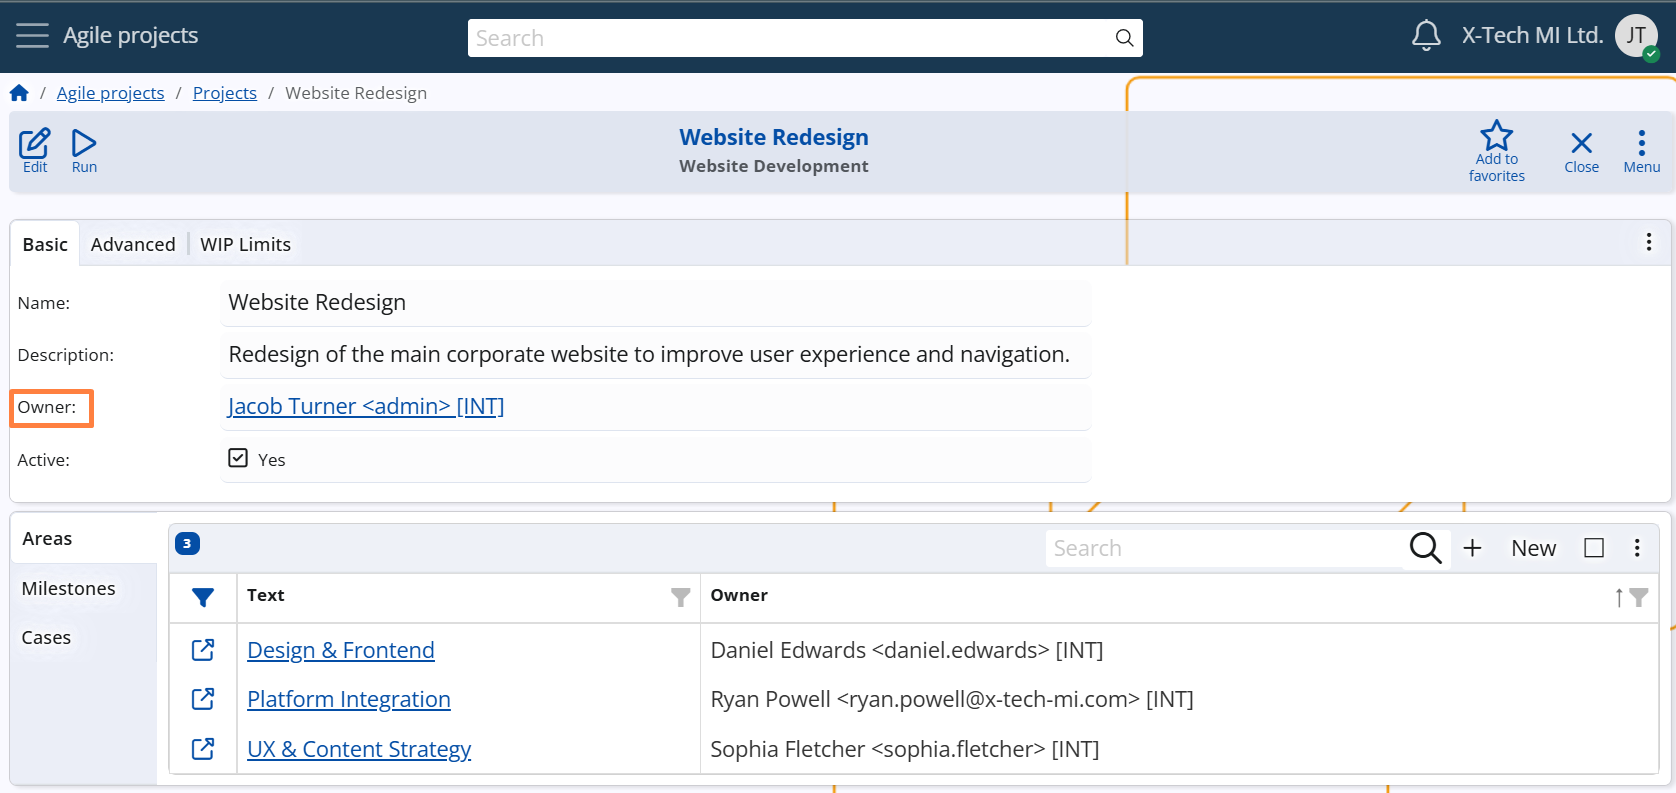 Agile projects
Search
X-Tech MI Ltd.
JT
/ Agile projects / Projects / Website Redesign
Edit
Run
Website Redesign
Website Development
Add to
favorites
Close
Menu
Basic
Advanced
WIP Limits
Name:
Website Redesign
Description:
Redesign of the main corporate website to improve user experience and navigation.
Owner:
Jacob Turner <admin> [INT]
Active:
Yes
Areas
Milestones
Cases
3
Search
New
Text
Owner
Design & Frontend
Daniel Edwards <daniel.edwards> [INT]
Platform Integration
Ryan Powell <ryan.powell@x-tech-mi.com> [INT]
UX & Content Strategy
Sophia Fletcher <sophia.fletcher> [INT]